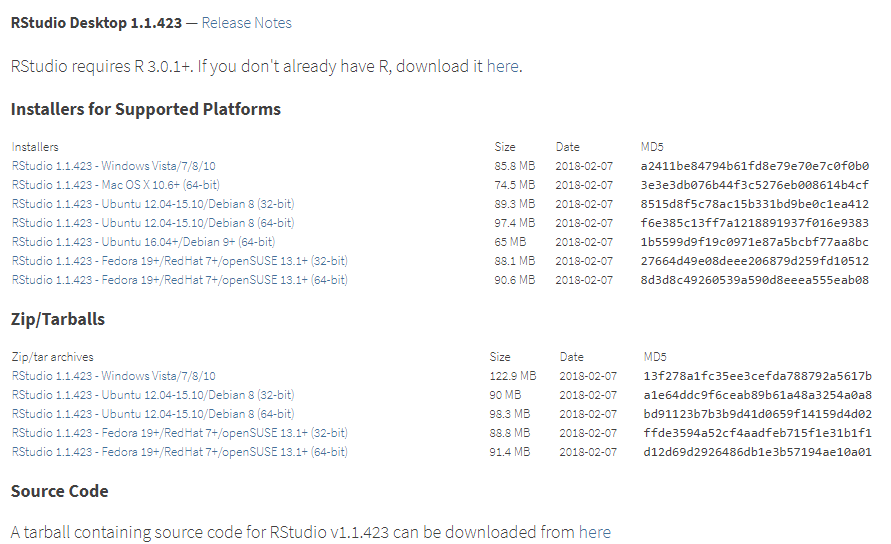 RStudio Desktop 1.1.423 — Release Notes
RStudio requires R 3.0.1+. If you don't already have R, download it here.
Installers for Supported Platforms
Installers Size Date MD5
RStudio 1.1.423 - Windows Vista/7/8/10 85.8 MB 2018-02-07 a2411be84794b61fd8e79e70e7c0f0b0
RStudio 1.1.423 - Mac OS X 10.6+ (64-bit) 74.5 MB 2018-02-07 3e3e3db076b44f3c5276eb008614b4cf
RStudio 1.1.423 - Ubuntu 12.04-15.10/Debian 8 (32-bit) 89.3 MB 2018-02-07 8515d8f5c78ac15b331bd9be0c1ea412
RStudio 1.1.423 - Ubuntu 12.04-15.10/Debian 8 (64-bit) 97.4 MB 2018-02-07 f6e385c13ff7a1218891937f016e9383
RStudio 1.1.423 - Ubuntu 16.04+/Debian 9+ (64-bit) 65 MB 2018-02-07 1b5599d9f19c0971e87a5bcbf77aa8bc
RStudio 1.1.423 - Fedora 19+/RedHat 7+/openSUSE 13.1+ (32-bit) 88.1 MB 2018-02-07 27664d49e08deee206879d259fd10512
RStudio 1.1.423 - Fedora 19+/RedHat 7+/openSUSE 13.1+ (64-bit) 90.6 MB 2018-02-07 8d3d8c49260539a590d8eeea555eab08
Zip/Tarballs
Zip/tar archives Size Date MD5
RStudio 1.1.423 - Windows Vista/7/8/10 122.9 MB 2018-02-07 13f278a1fc35ee3cefda788792a5617b
RStudio 1.1.423 - Ubuntu 12.04-15.10/Debian 8 (32-bit) 90 MB 2018-02-07 a1e64ddc9f6ceab89b61a48a3254a0a8
RStudio 1.1.423 - Ubuntu 12.04-15.10/Debian 8 (64-bit) 98.3 MB 2018-02-07 bd91123b7b3b9d41d0659f14159d4d02
RStudio 1.1.423 - Fedora 19+/RedHat 7+/openSUSE 13.1+ (32-bit) 88.8 MB 2018-02-07 ffde3594a52cf4aadfeb715f1e31b1f1
RStudio 1.1.423 - Fedora 19+/RedHat 7+/openSUSE 13.1+ (64-bit) 91.4 MB 2018-02-07 d12d69d2926486db1e3b57194ae10a01
Source Code
A tarball containing source code for RStudio v1.1.423 can be downloaded from here